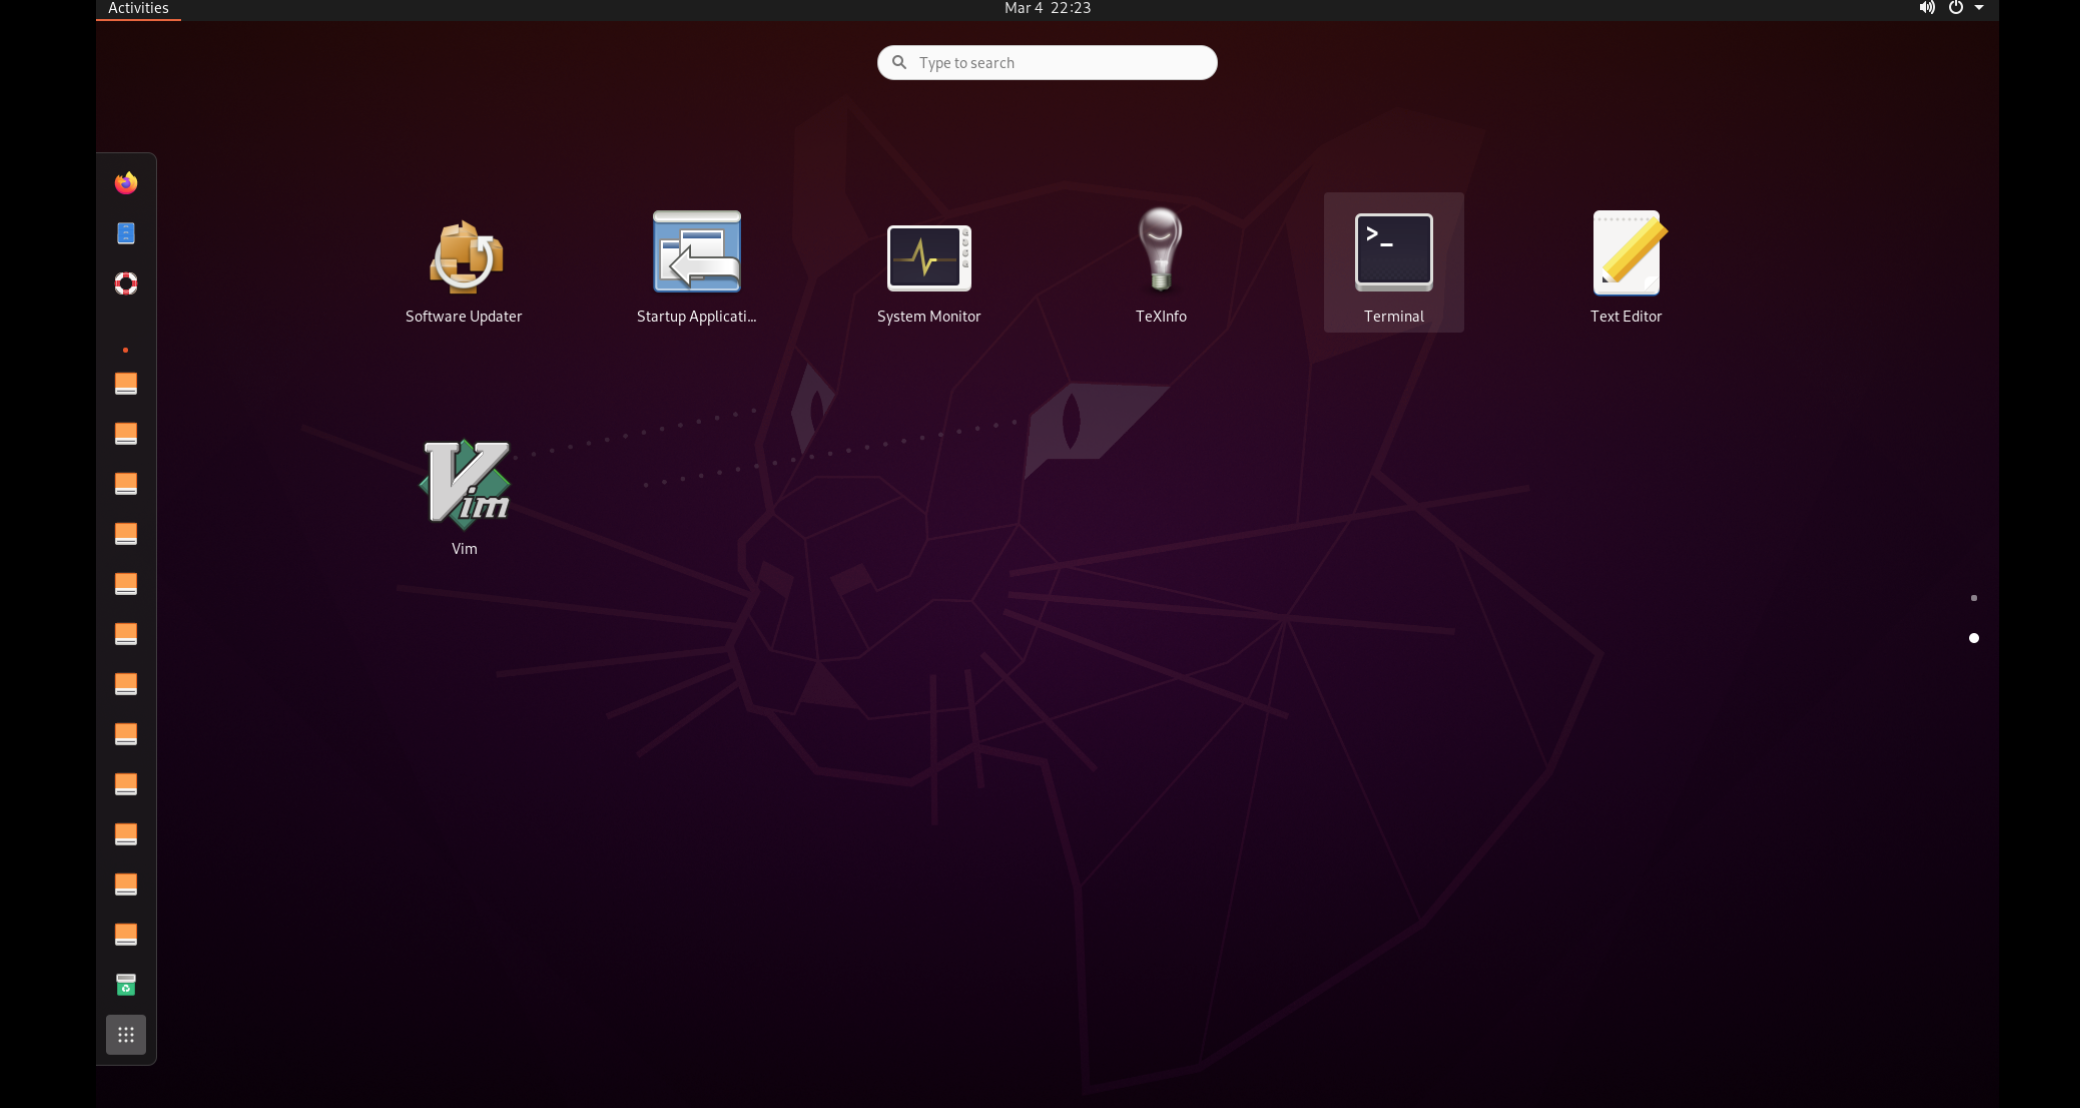 Activities
Mar 4 22:23
Type to search
Software Updater
Startup Applicati...
System Monitor
TeXInfo
>_
Terminal
Text Editor
Vim
Vim